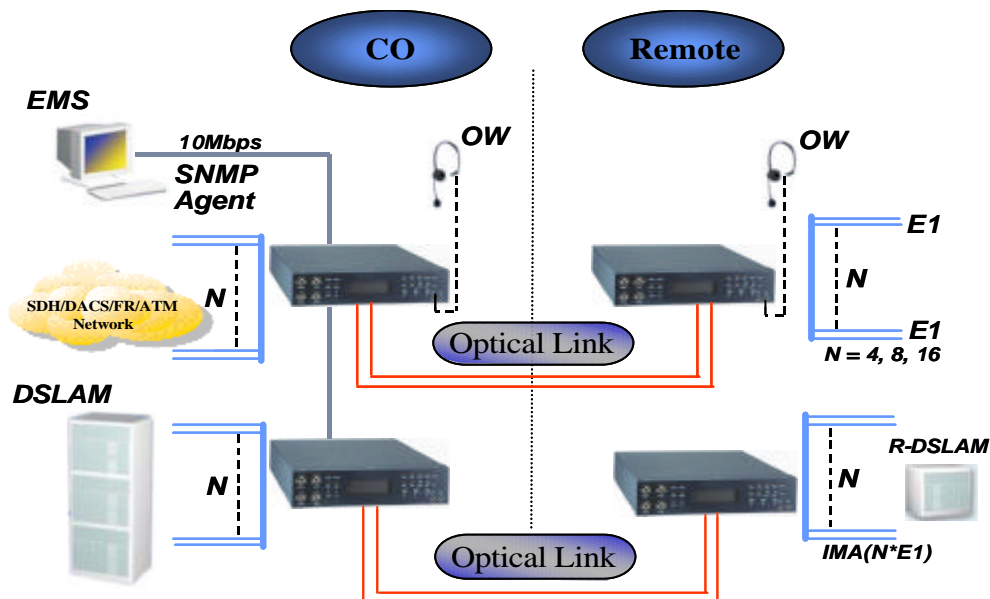 CO
Remote
EMS
10Mbps
SNMP
Agent
OW
OW
E1
N
N
SDH/DACS/FR/ATM
Network
Optical Link
E1
N = 4, 8, 16
DSLAM
R-DSLAM
N
N
IMA(N*E1)
Optical Link